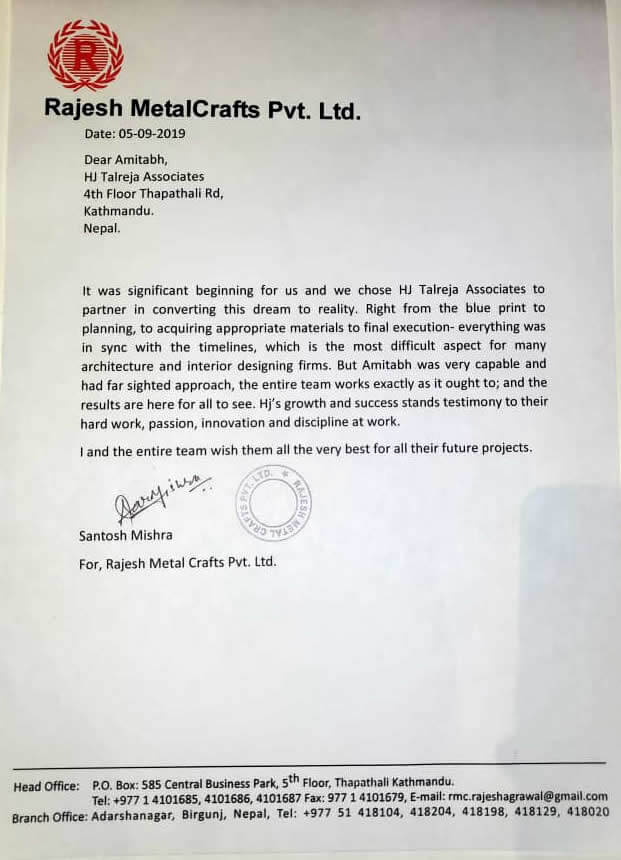 R
Rajesh MetalCrafts Pvt. Ltd.
Date: 05-09-2019
Dear Amitabh,
HJ Talreja Associates
4th Floor Thapathali Rd,
Kathmandu.
Nepal.
It was significant beginning for us and we chose HJ Talreja Associates to
partner in converting this dream to reality. Right from the blue print to
planning, to acquiring appropriate materials to final execution- everything was
in sync with the timelines, which is the most difficult aspect for many
architecture and interior designing firms. But Amitabh was very capable and
had far sighted approach, the entire team works exactly as it ought to; and the
results are here for all to see. Hj's growth and success stands testimony to their
hard work, passion, innovation and discipline at work.
I and the entire team wish them all the very best for all their future projects.
RAJESH METAL CRAFTS PVT. LTD. *
Santosh Mishra
For, Rajesh Metal Crafts Pvt. Ltd.
Head Office: P.O. Box: 585 Central Business Park, 5th Floor, Thapathali Kathmandu.
Tel: +977 1 4101685, 4101686, 4101687 Fax: 977 1 4101679, E-mail: rmc.rajeshagrawal@gmail.com
Branch Office: Adarshanagar, Birgunj, Nepal, Tel: +977 51 418104, 418204, 418198, 418129, 418020